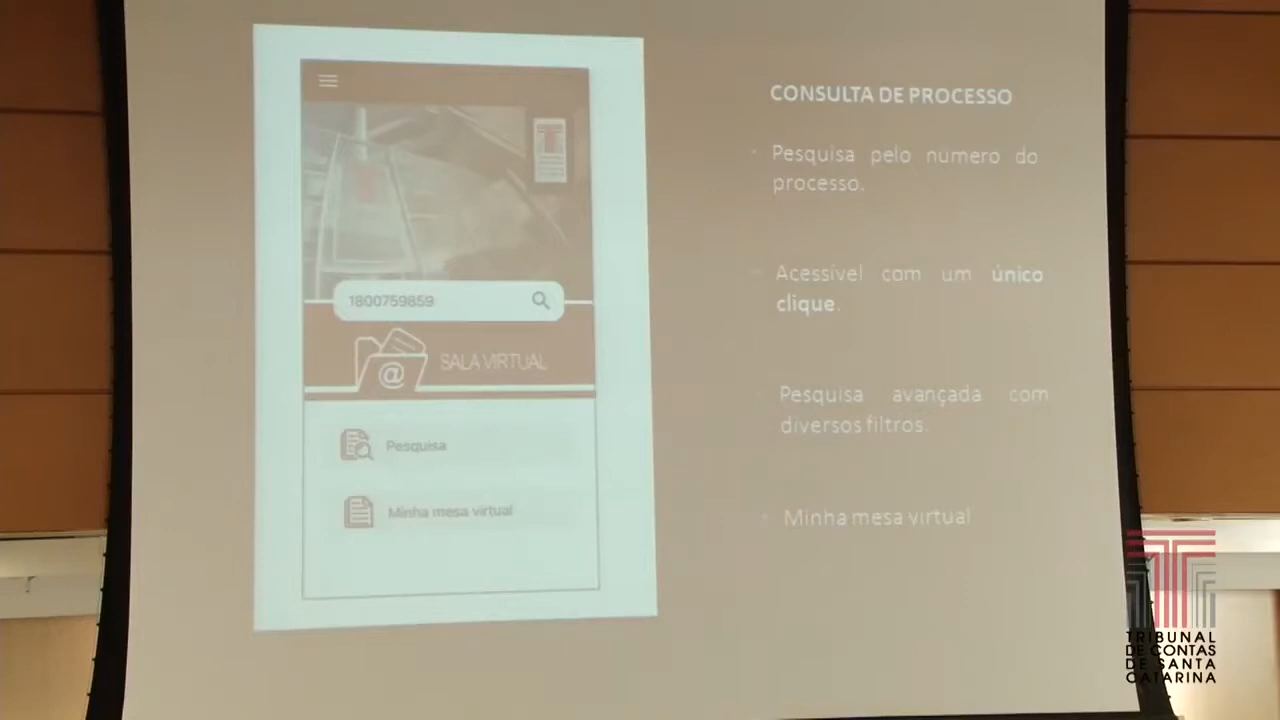 1800759859
SALA VIRTUAL
Pesquisa
Minha mesa virtual
CONSULTA DE PROCESSO
Pesquisa pelo número do
processo.
Acessível com um único
clique.
Pesquisa avançada com
diversos filtros.
Minha mesa virtual
TRIBUNAL
DE CONTAS
DE SANTA
CATARINA